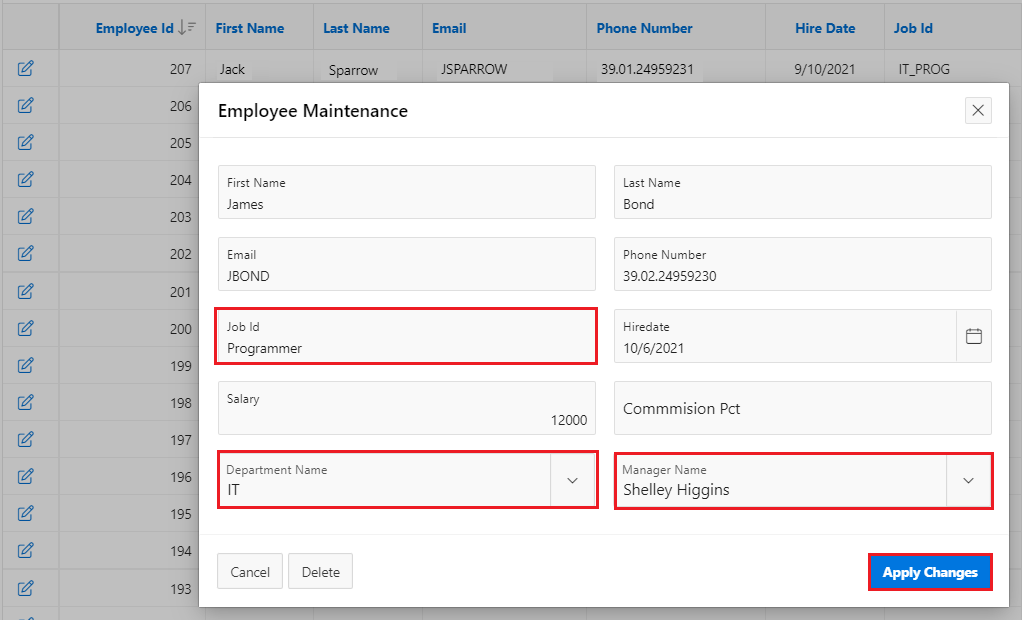 Employee Id First Name Last Name Email Phone Number Hire Date Job Id
207 Jack Sparrow JSPARROW 39.01.24959231 9/10/2021 IT_PROG
206
205
204
203
202
201
200
199
198
197
196
195
194
193
Employee Maintenance
First Name
James
Last Name
Bond
Email
JBOND
Phone Number
39.02.24959230
Job Id
Programmer
Hiredate
10/6/2021
Salary
12000
Commmision Pct
Department Name
IT
Manager Name
Shelley Higgins
Cancel Delete Apply Changes